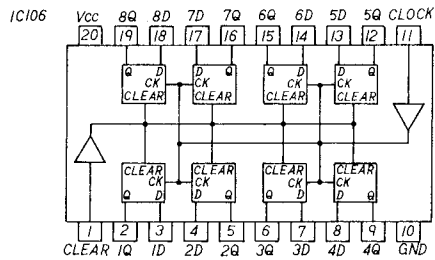 IC106 Vcc 8Q 8D 7D 7Q 6Q 6D 5D 5Q CLOCK
20 19 18 17 16 15 14 13 12 11
Q D D Q Q D D Q
CK CK CK CK
CLEAR CLEAR CLEAR CLEAR
CLEAR CLEAR CLEAR CLEAR
CK CK CK CK
Q D D Q Q D D Q
1 2 3 4 5 6 7 8 9 10
CLEAR 1Q 1D 2D 2Q 3Q 3D 4D 4Q GND